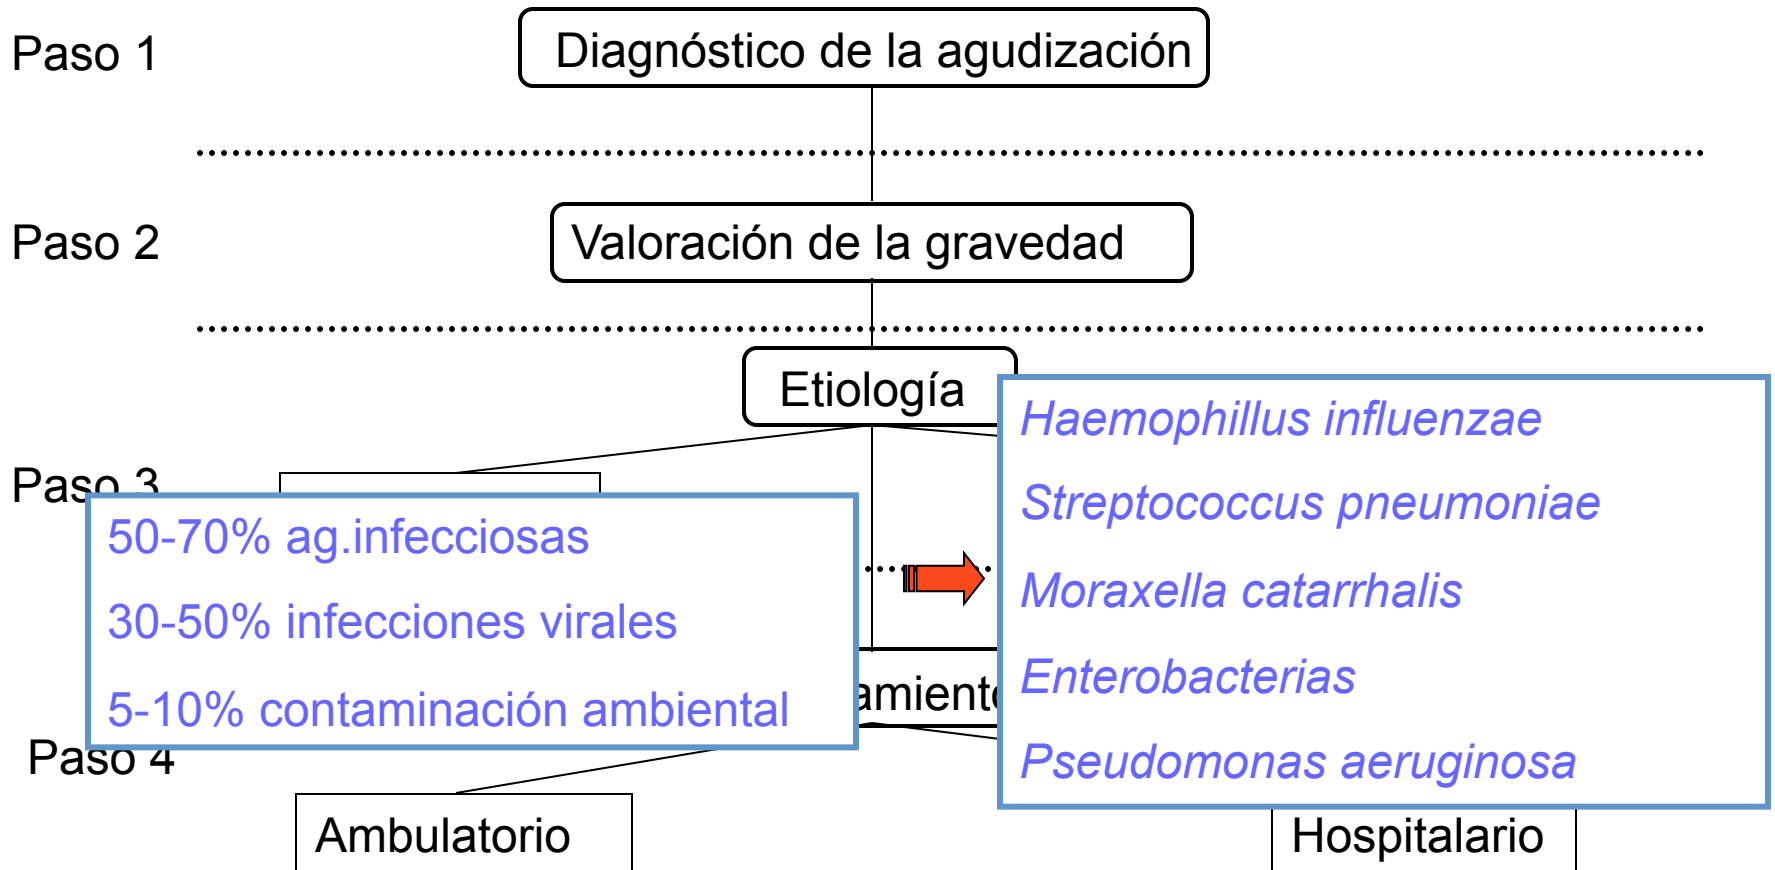 Paso 1
Diagnóstico de la agudización
Paso 2
Valoración de la gravedad
Etiología
Paso 3
50-70% ag.infecciosas
30-50% infecciones virales
5-10% contaminación ambiental
Haemophillus influenzae
Streptococcus pneumoniae
Moraxella catarrhalis
Enterobacterias
Pseudomonas aeruginosa
Paso 4
Ambulatorio
Hospitalario